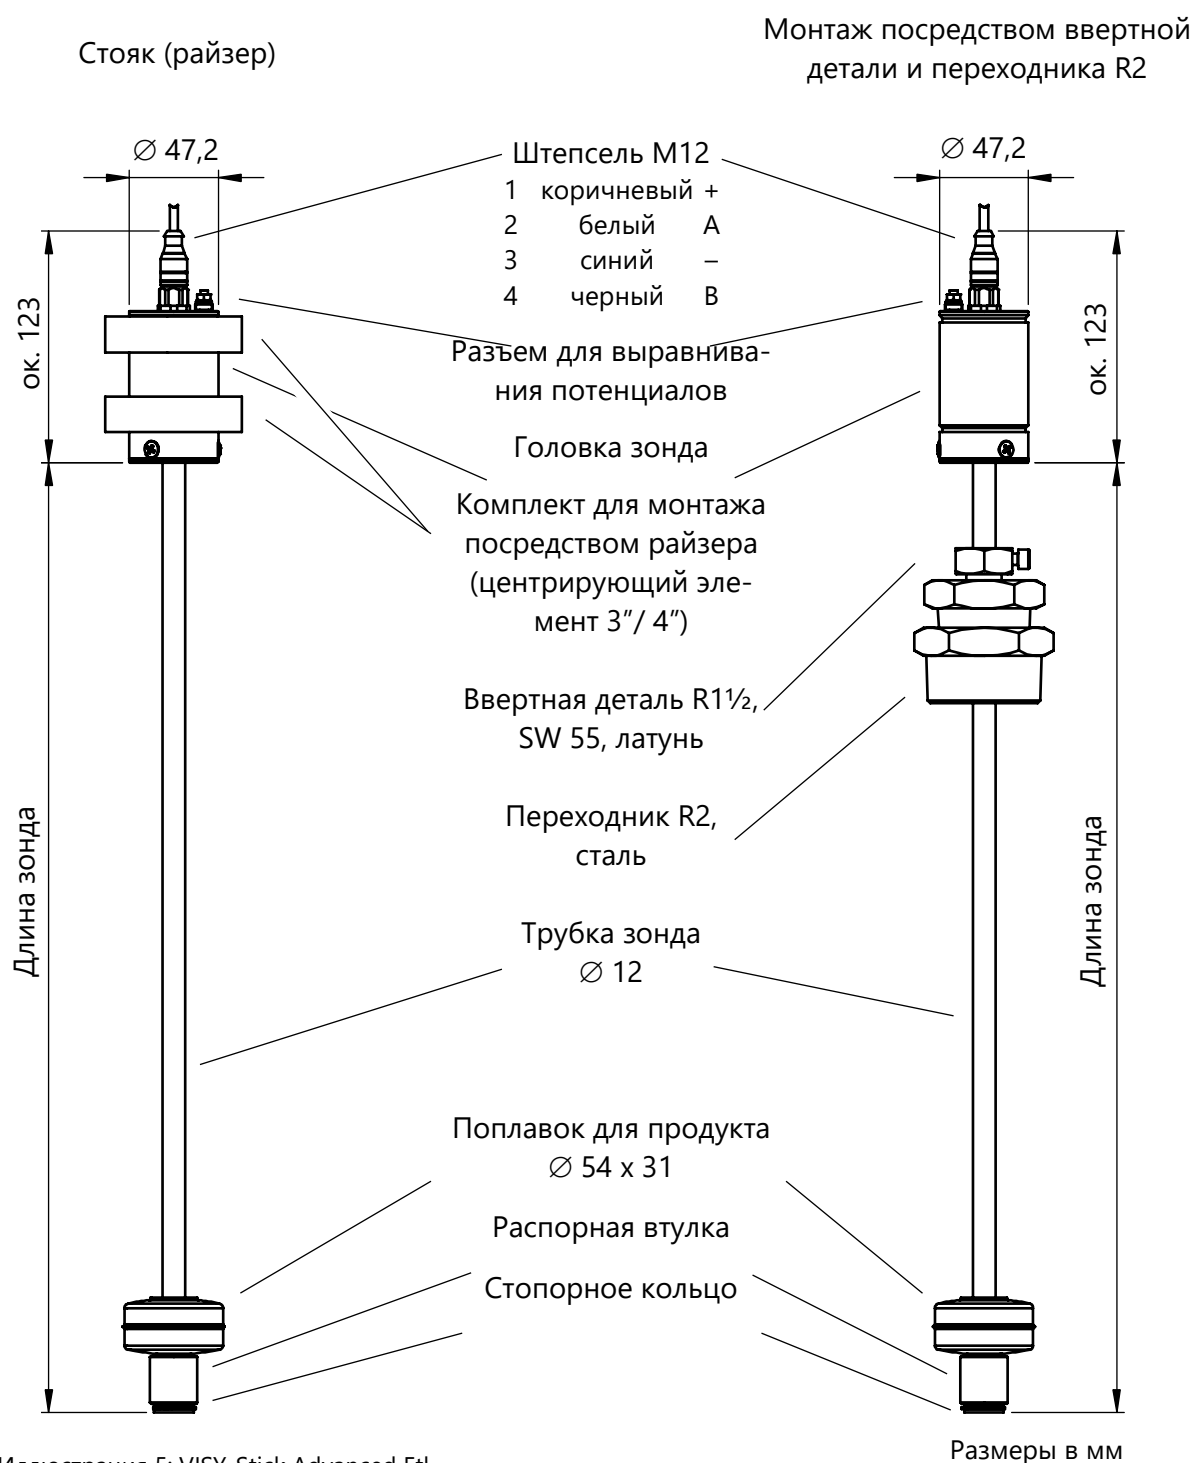 Стояк (райзер)
Монтаж посредством ввертной
детали и переходника R2
∅ 47,2
Штепсель M12
1 коричневый +
2 белый A
3 синий –
4 черный B
∅ 47,2
ок. 123
ок. 123
Разъем для выравнива-
ния потенциалов
Головка зонда
Комплект для монтажа
посредством райзера
(центрирующий эле-
мент 3”/ 4”)
Ввертная деталь R1½,
SW 55, латунь
Переходник R2,
сталь
Длина зонда
Длина зонда
Трубка зонда
∅ 12
Поплавок для продукта
∅ 54 x 31
Распорная втулка
Стопорное кольцо
Размеры в мм